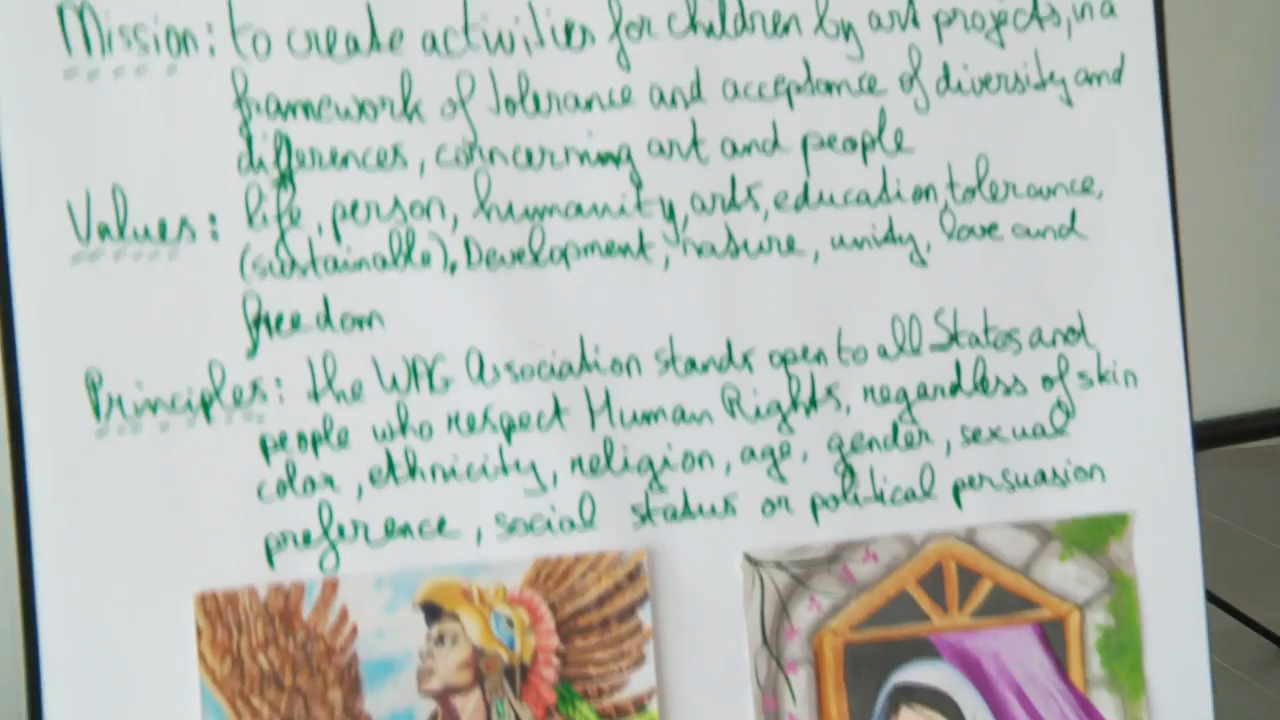 Mission: to create activities for children by art projects, in a
framework of tolerance and acceptance of diversity and
differences, concerning art and people
Values: life, person, humanity, arts, education, tolerance,
(sustainable), Development, nature, unity, love and
freedom
Principles: the WAG Association stands open to all States and
people who respect Human Rights, regardless of skin
color, ethnicity, religion, age, gender, sexual
preference, social status or political persuasion